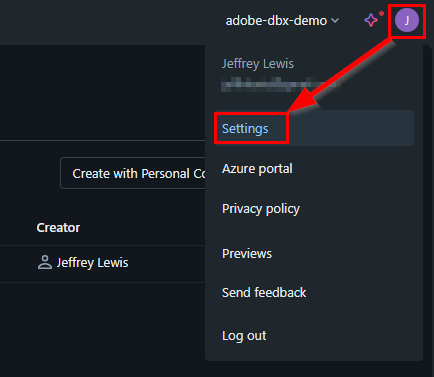 adobe-dbx-demo
J
Jeffrey Lewis
Settings
Create with Personal Co
Azure portal
Privacy policy
Creator
Previews
Jeffrey Lewis
Send feedback
Log out